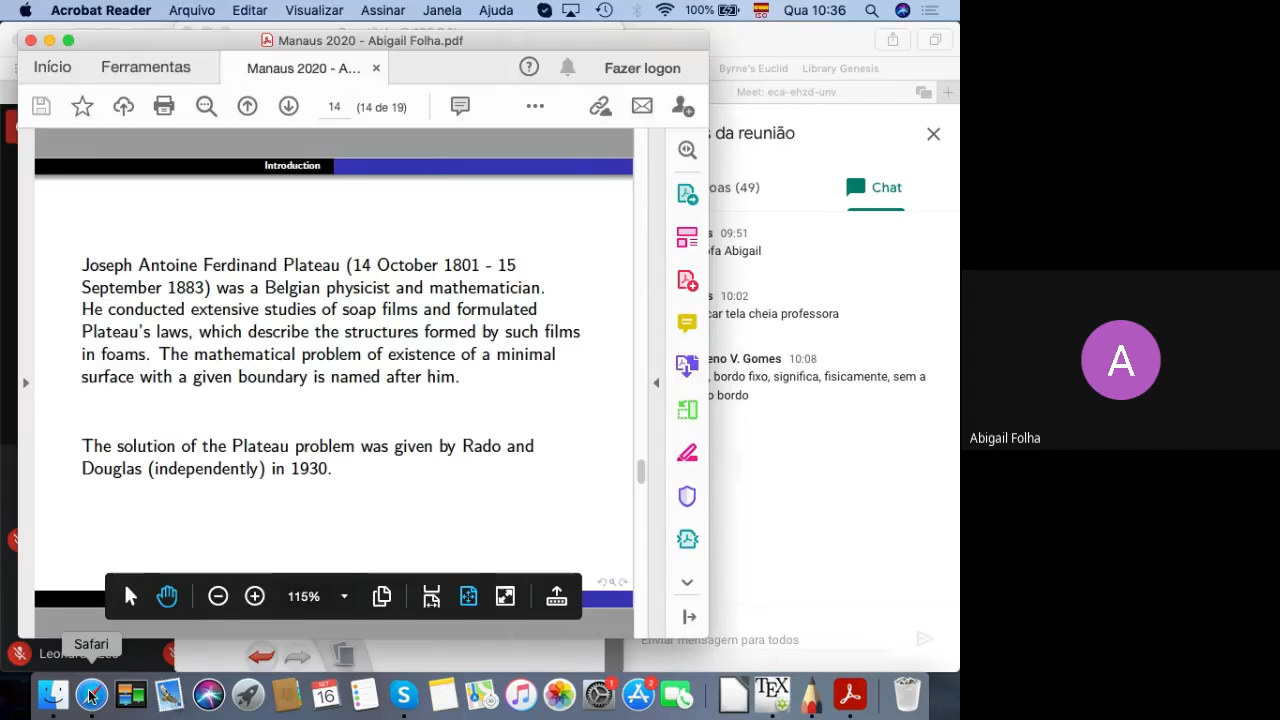 Acrobat Reader Arquivo Editar Visualizar Assinar Janela Ajuda 100% ISO Qua 10:36
Manaus 2020 - Abigail Folha.pdf
Início Ferramentas Manaus 2020 - A... × Fazer logon
Byrne's Euclid Library Genesis
Meet: eca-ehzd-unv
14 (14 de 19)
s da reunião
oas (49) Chat
Introduction
s 09:51
ofa Abigail
s 10:02
car tela cheia professora
eno V. Gomes 10:08
, bordo fixo, significa, fisicamente, sem a
o bordo
Joseph Antoine Ferdinand Plateau (14 October 1801 - 15
September 1883) was a Belgian physicist and mathematician.
He conducted extensive studies of soap films and formulated
Plateau's laws, which describe the structures formed by such films
in foams. The mathematical problem of existence of a minimal
surface with a given boundary is named after him.
The solution of the Plateau problem was given by Rado and
Douglas (independently) in 1930.
115%
Enviar mensagem para todos
Safari
SET
16
1
2
TEX
A
Abigail Folha